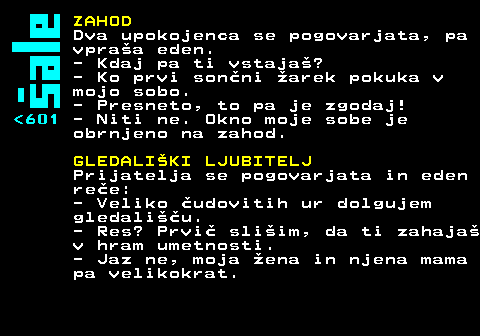 Šale
<601
ZAHOD
Dva upokojenca se pogovarjata, pa
vpraša eden.
- Kdaj pa ti vstajaš?
- Ko prvi sončni žarek pokuka v
mojo sobo.
- Presneto, to pa je zgodaj!
- Niti ne. Okno moje sobe je
obrnjeno na zahod.
GLEDALIŠKI LJUBITELJ
Prijatelja se pogovarjata in eden
reče:
- Veliko čudovitih ur dolgujem
gledališču.
- Res? Prvič slišim, da ti zahajaš
v hram umetnosti.
- Jaz ne, moja žena in njena mama
pa velikokrat.